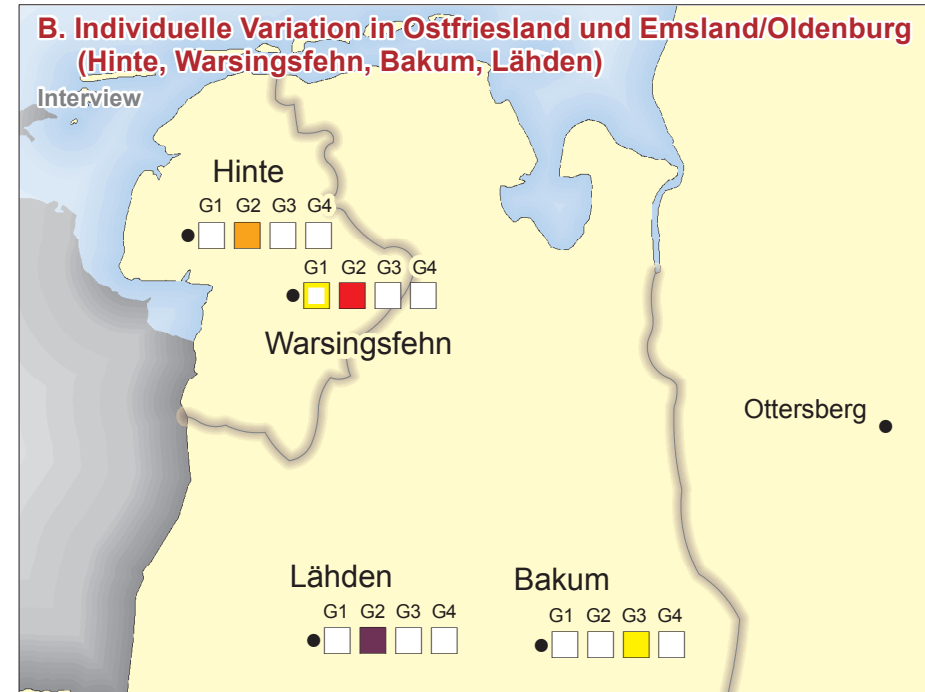 B. Individuelle Variation in Ostfriesland und Emsland/Oldenburg
(Hinte, Warsingsfehn, Bakum, Lähden)
Interview
Hinte
G1 G2 G3 G4
G1 G2 G3 G4
Warsingsfehn
Ottersberg
Lähden
G1 G2 G3 G4
Bakum
G1 G2 G3 G4